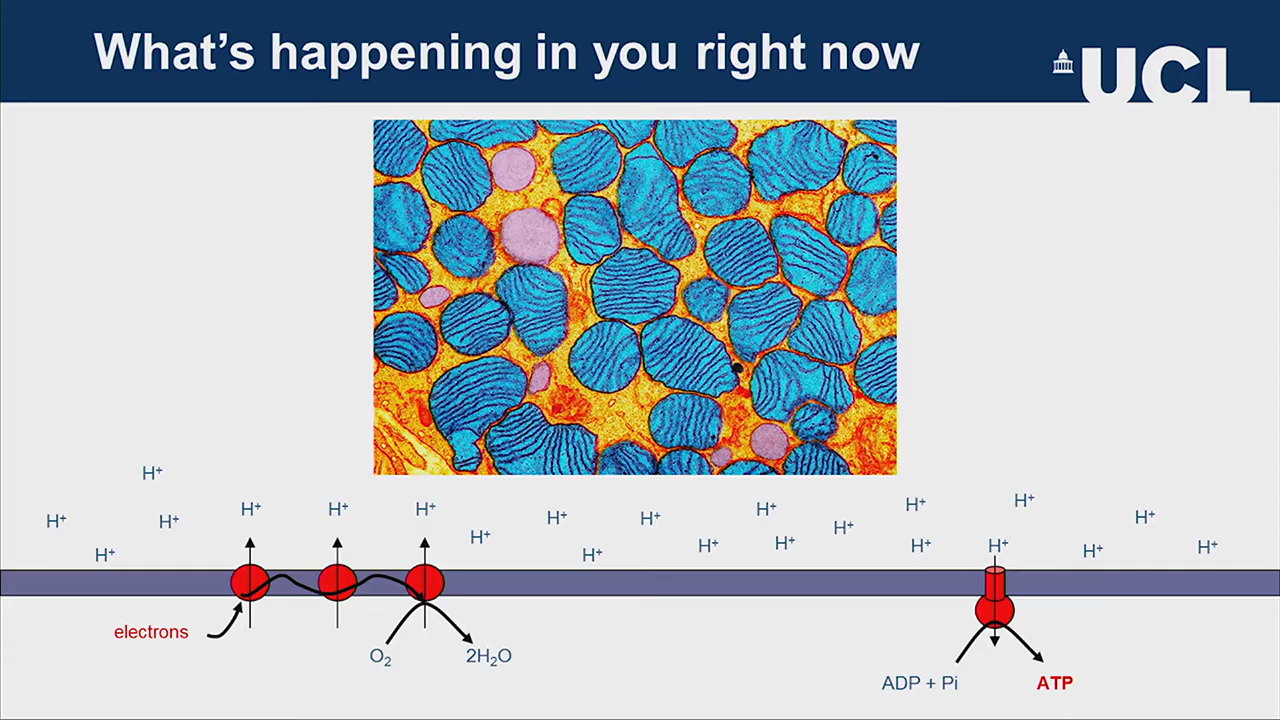 What's happening in you right now
UCL
H⁺
H⁺ H⁺ H⁺ H⁺ H⁺ H⁺ H⁺ H⁺ H⁺ H⁺ H⁺ H⁺
H⁺ H⁺ H⁺ H⁺ H⁺ H⁺ H⁺ H⁺ H⁺ H⁺
electrons
O₂ 2H₂O
ADP + Pi ATP